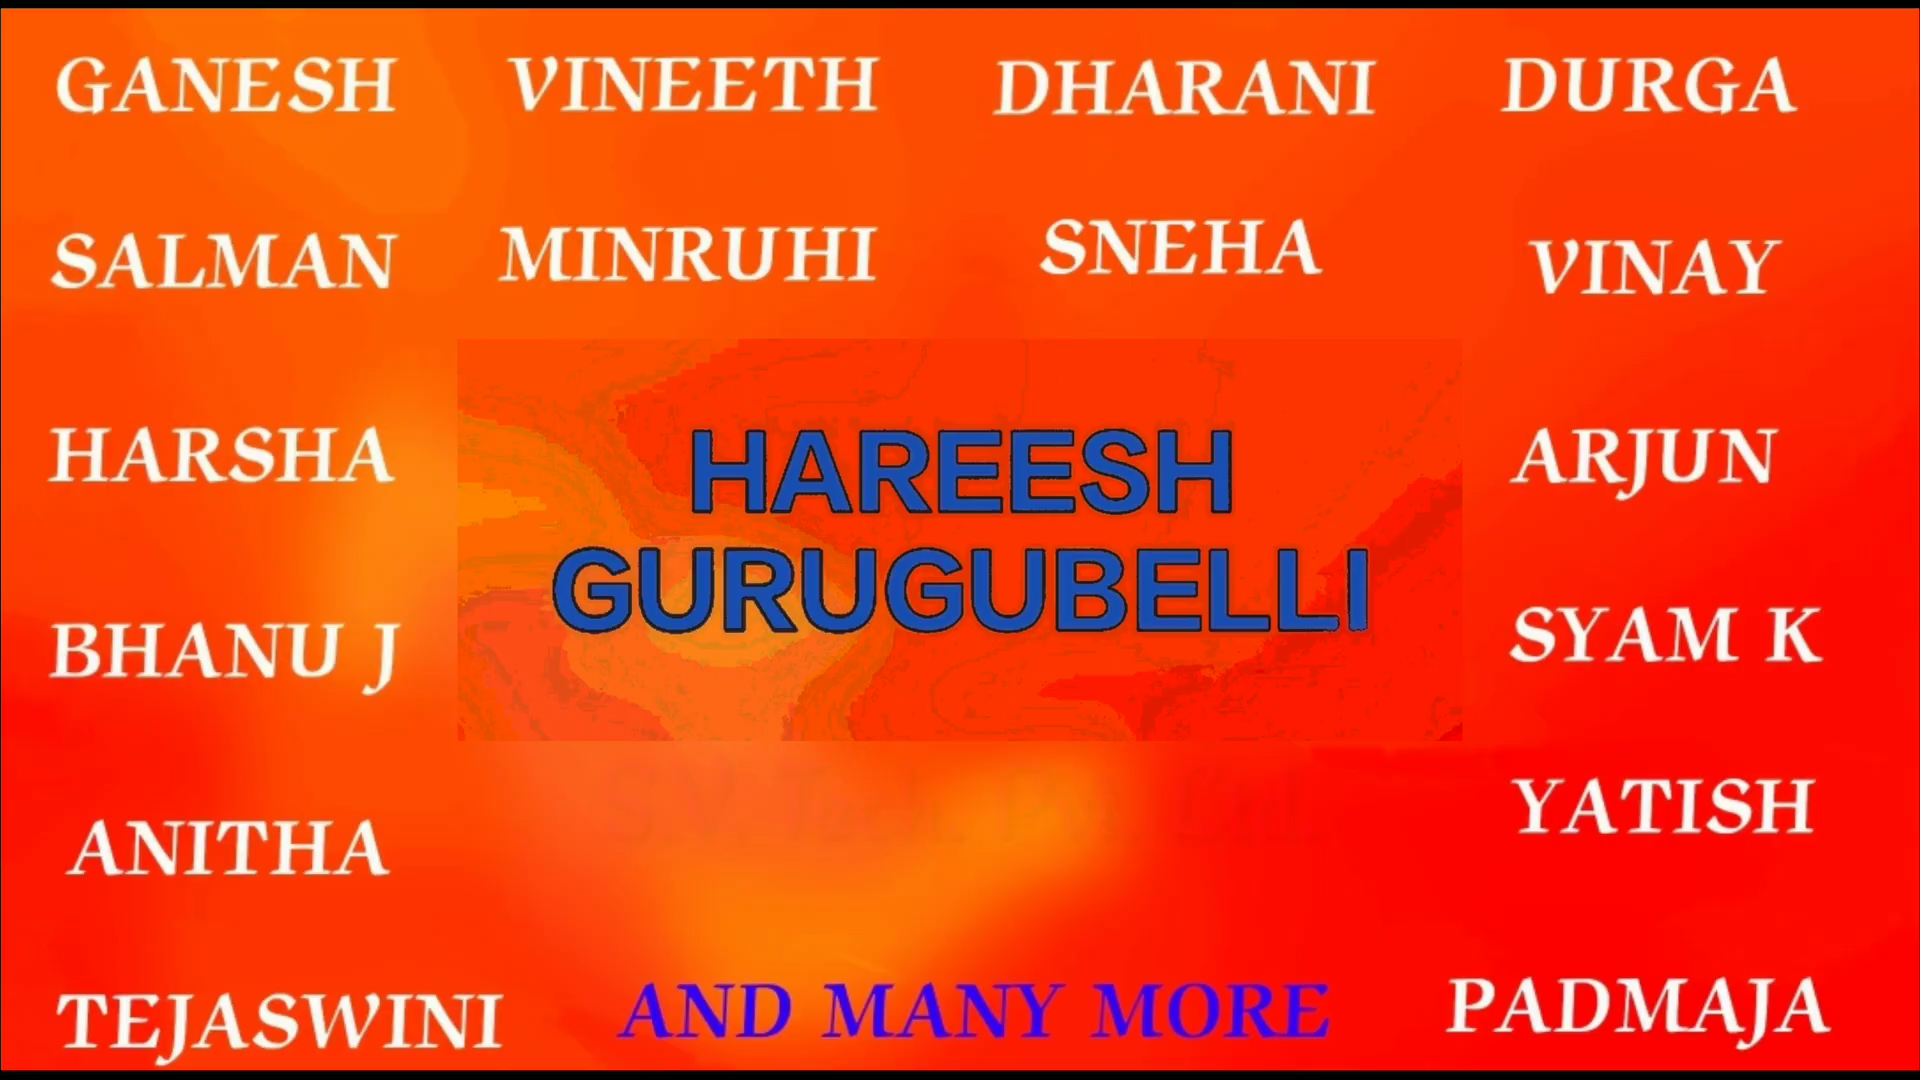 GANESH VINEETH DHARANI DURGA
SALMAN MINRUHI SNEHA VINAY
HARSHA ARJUN
HAREESH
GURUGUBELLI
BHANU J SYAM K
ANITHA YATISH
TEJASWINI AND MANY MORE PADMAJA